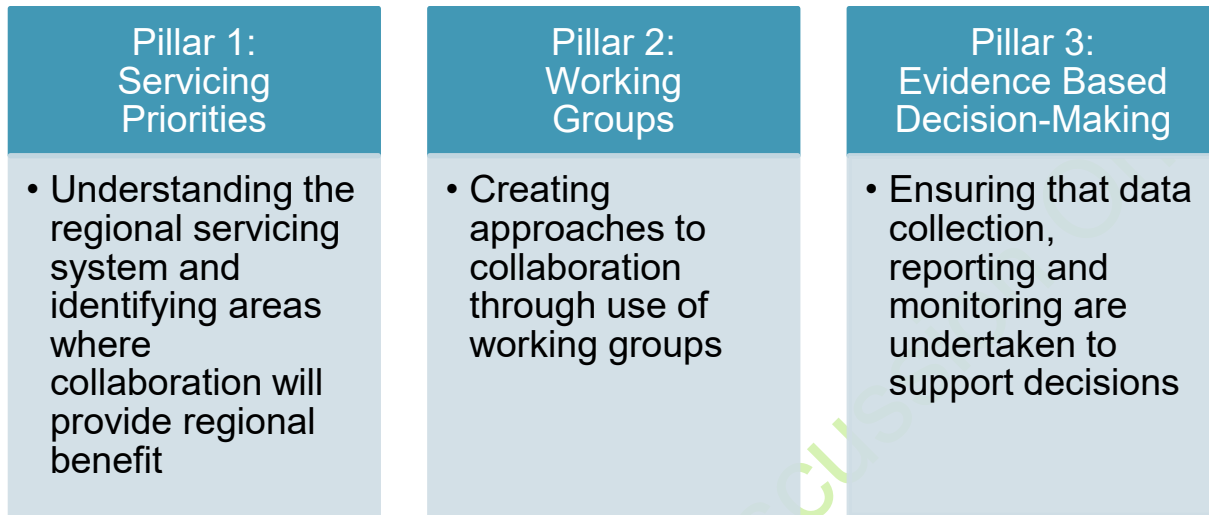 Pillar 1:
Servicing
Priorities
• Understanding the
regional servicing
system and
identifying areas
where
collaboration will
provide regional
benefit
Pillar 2:
Working
Groups
• Creating
approaches to
collaboration
through use of
working groups
Pillar 3:
Evidence Based
Decision-Making
• Ensuring that data
collection,
reporting and
monitoring are
undertaken to
support decisions